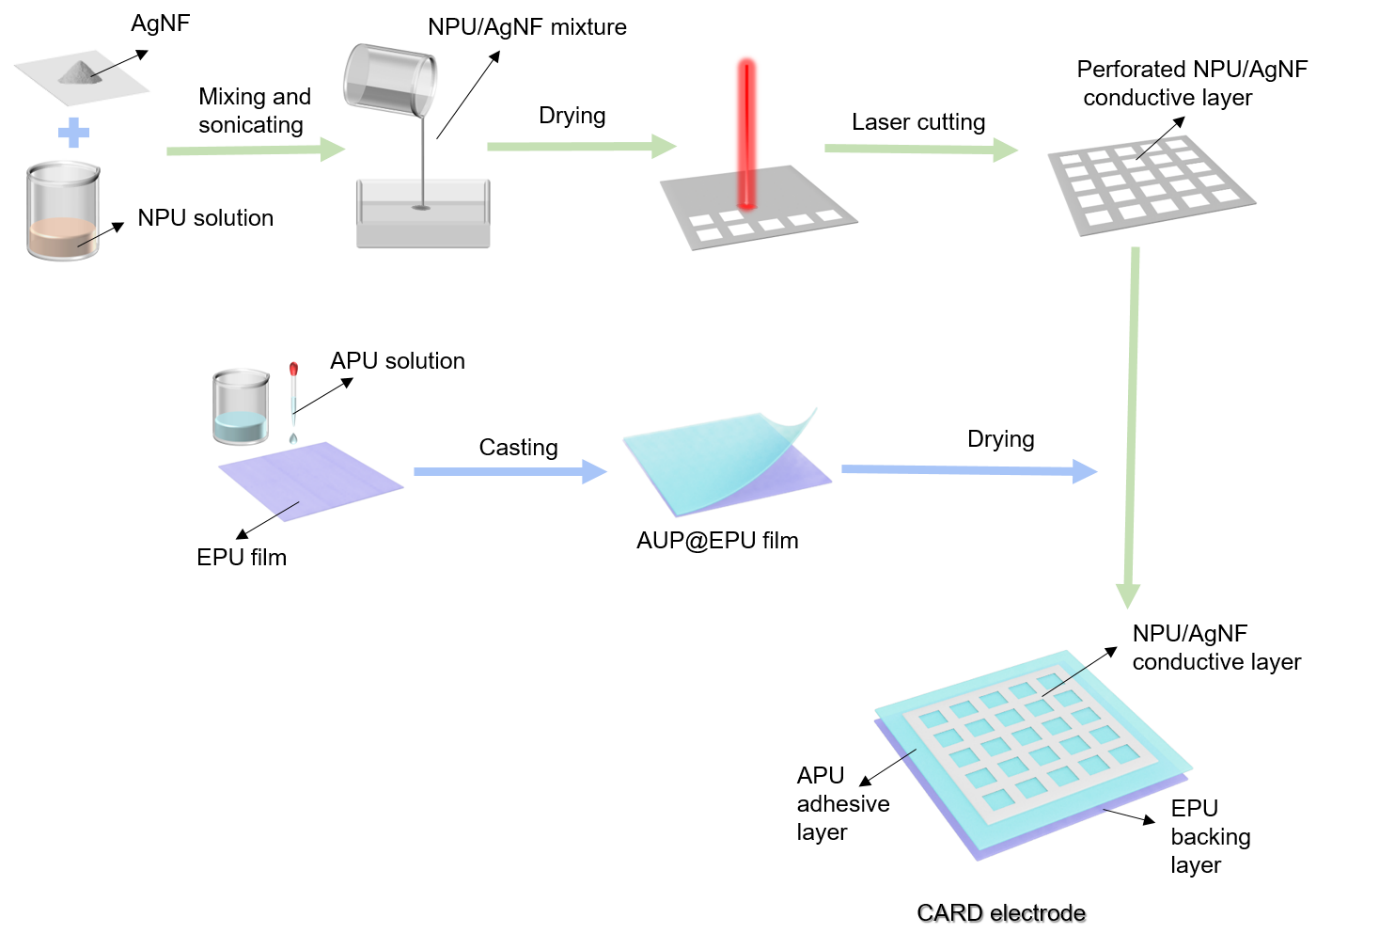 AgNF
NPU/AgNF mixture
Mixing and
sonicating
Drying
Laser cutting
Perforated NPU/AgNF
conductive layer
NPU solution
APU solution
Casting
Drying
EPU film
AUP@EPU film
NPU/AgNF
conductive layer
APU
adhesive
layer
EPU
backing
layer
CARD electrode